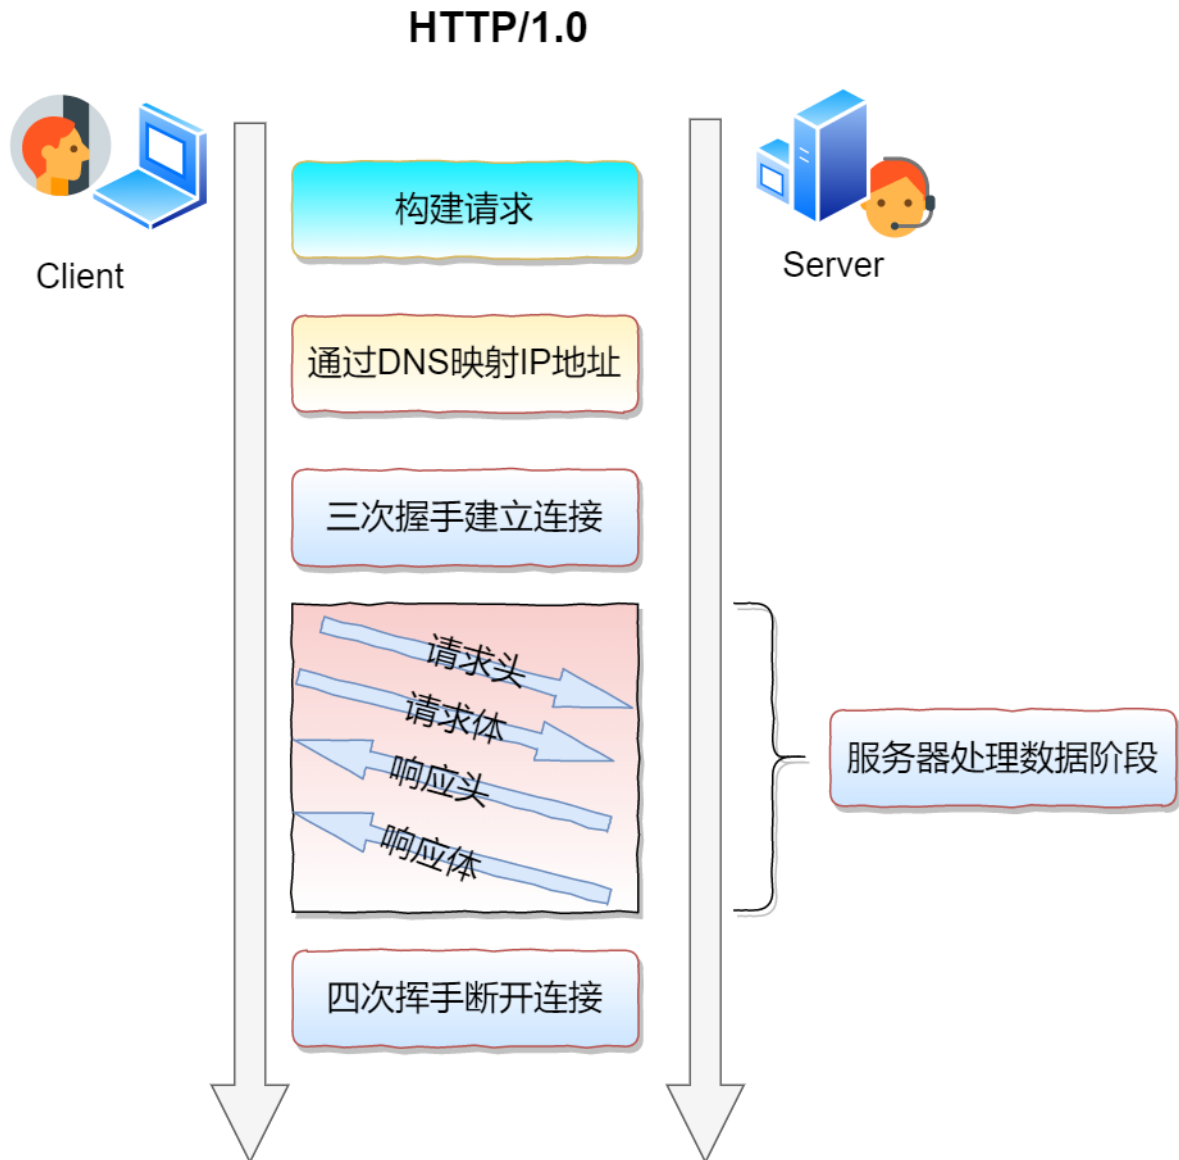 HTTP/1.0
Client
Server
构建请求
通过DNS映射IP地址
三次握手建立连接
请求头
请求体
响应头
响应体
服务器处理数据阶段
四次挥手断开连接